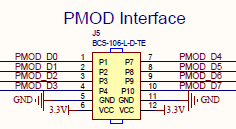 PMOD Interface
J5
BCS-106-L-D-TE
PMOD_D0 1 P1 P7 7 PMOD_D4
PMOD_D1 2 P2 P8 8 PMOD_D5
PMOD_D2 3 P3 P9 9 PMOD_D6
PMOD_D3 4 P4 P10 10 PMOD_D7
GND 5 GND GND 11 GND
3.3V 6 VCC VCC 12 3.3V